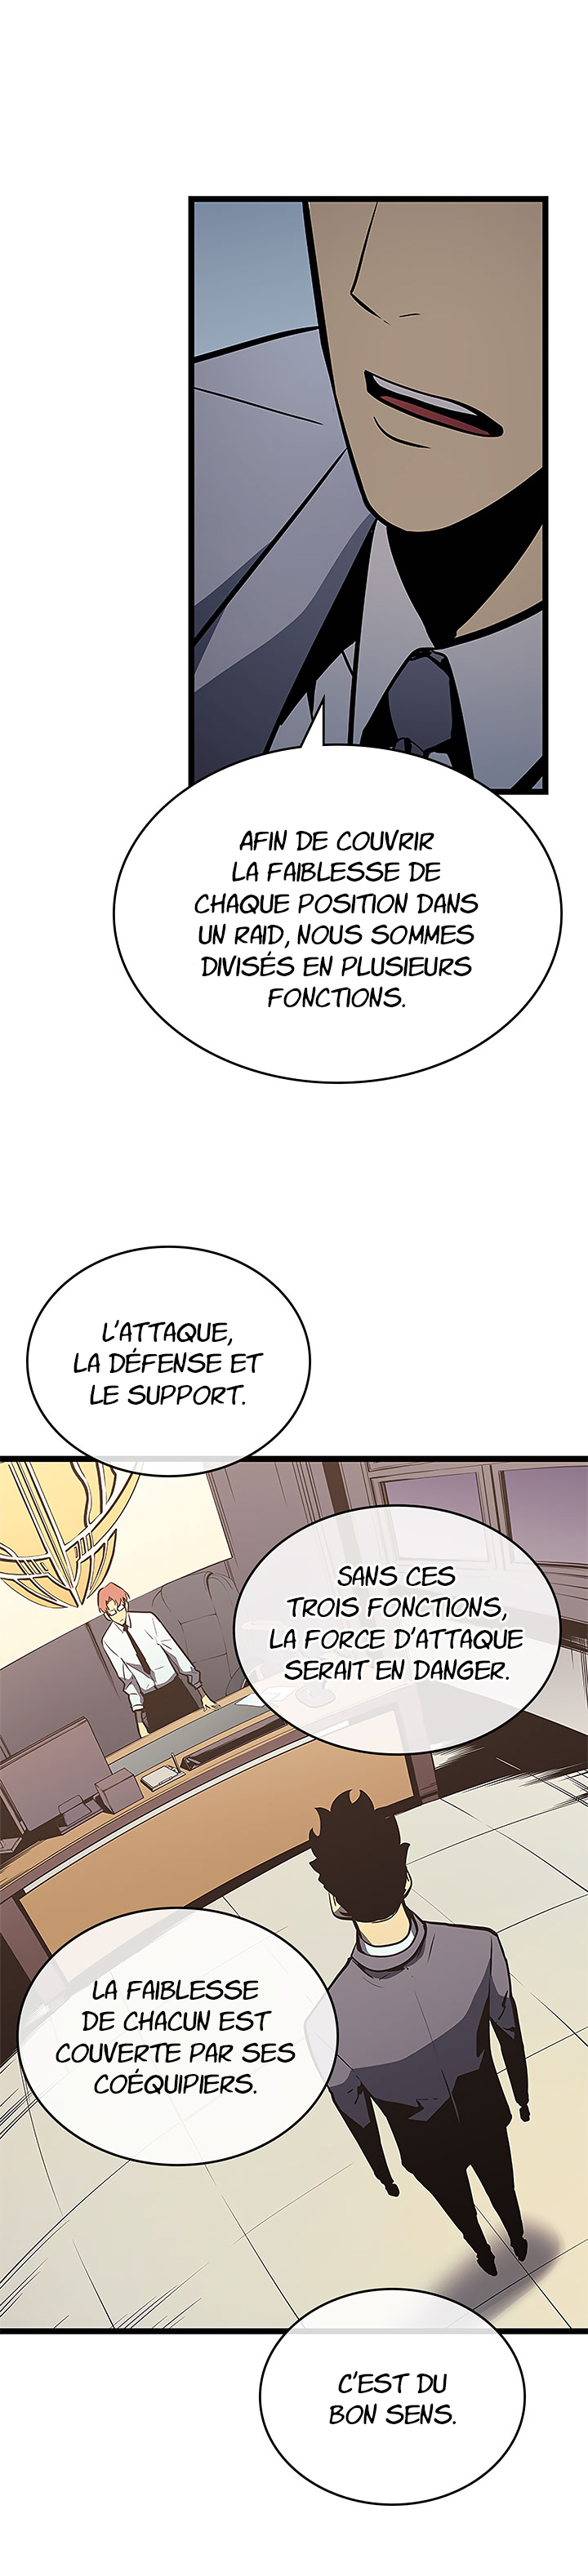 AFIN DE COUVRIR
LA FAIBLESSE DE
CHAQUE POSITION DANS
UN RAID, NOUS SOMMES
DIVISÉS EN PLUSIEURS
FONCTIONS.
L'ATTAQUE,
LA DÉFENSE ET
LE SUPPORT.
SANS CES
TROIS FONCTIONS,
LA FORCE D'ATTAQUE
SERAIT EN DANGER.
LA FAIBLESSE
DE CHACUN EST
COUVERTE PAR SES
COÉQUIPIERS.
C'EST DU
BON SENS.